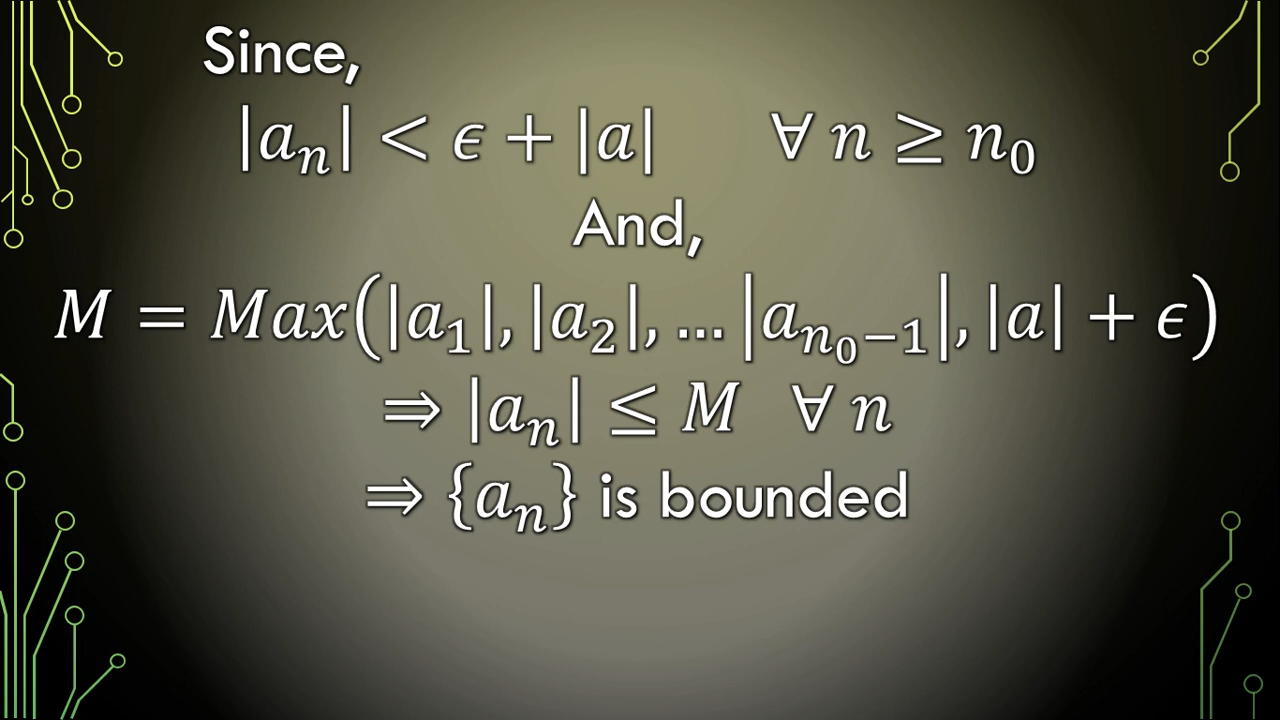 Since,
|aₙ| < ϵ + |a| ∀ n ≥ n₀
And,
M = Max(|a₁|, |a₂|, … |aₙ₀₋₁|, |a| + ϵ)
⇒ |aₙ| ≤ M ∀ n
⇒ {aₙ} is bounded